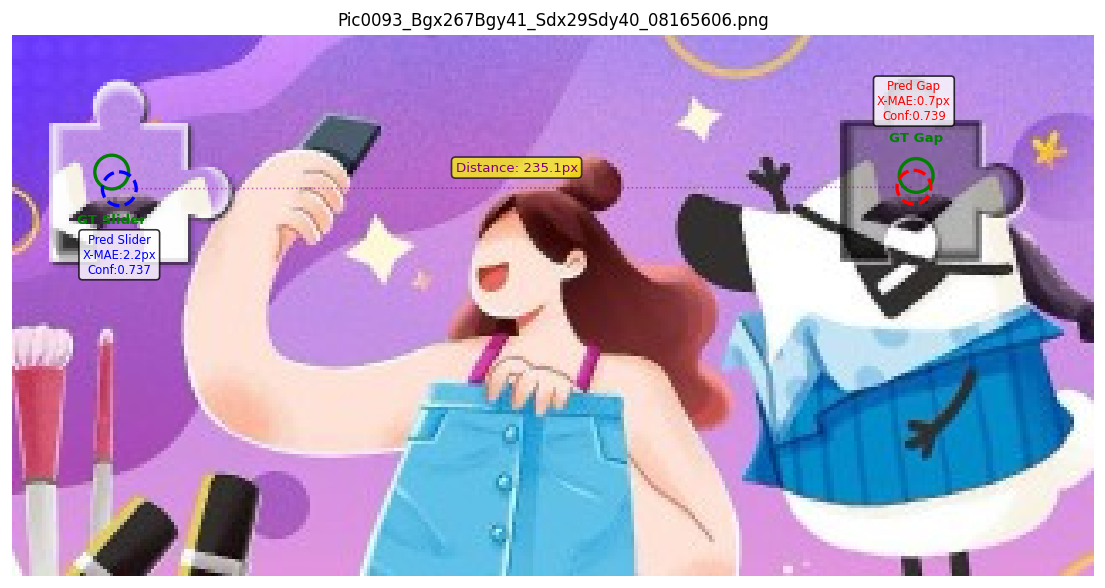 Pic0093_Bgx267Bgy41_Sdx29Sdy40_08165606.png
Pred Gap
X-MAE:0.7px
Conf:0.739
GT Gap
Distance: 235.1px
GT Slider
Pred Slider
X-MAE:2.2px
Conf:0.737